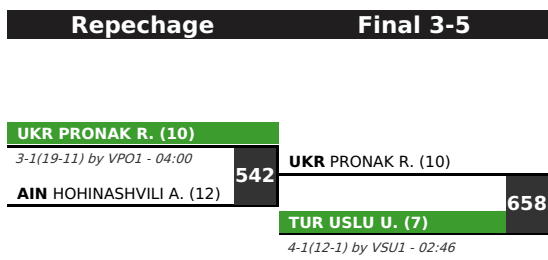 Repechage
Final 3-5
UKR PRONAK R. (10)
3-1(19-11) by VPO1 - 04:00
542
AIN HOHINASHVILI A. (12)
UKR PRONAK R. (10)
658
TUR USLU U. (7)
4-1(12-1) by VSU1 - 02:46